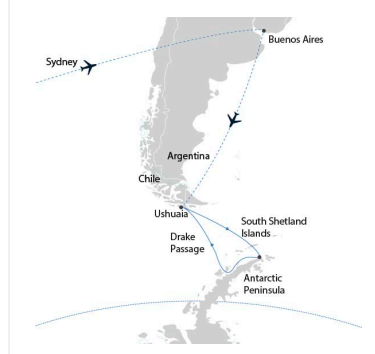 Buenos Aires
Sydney
Argentina
Chile
Ushuaia
South Shetland
Islands
Drake
Passage
Antarctic
Peninsula